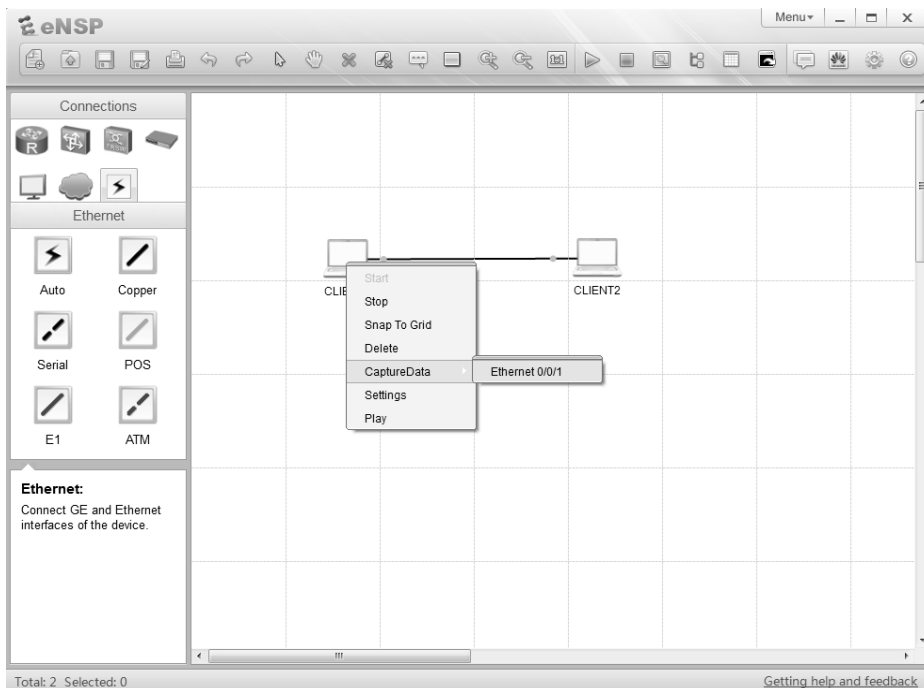 eNSP
Menu
Connections
R
FRSW
Ethernet
Auto
Copper
Serial
POS
E1
ATM
Ethernet:
Connect GE and Ethernet
interfaces of the device.
CLIE
CLIENT2
Start
Stop
Snap To Grid
Delete
CaptureData
Ethernet 0/0/1
Settings
Play
Total: 2 Selected: 0
Getting help and feedback